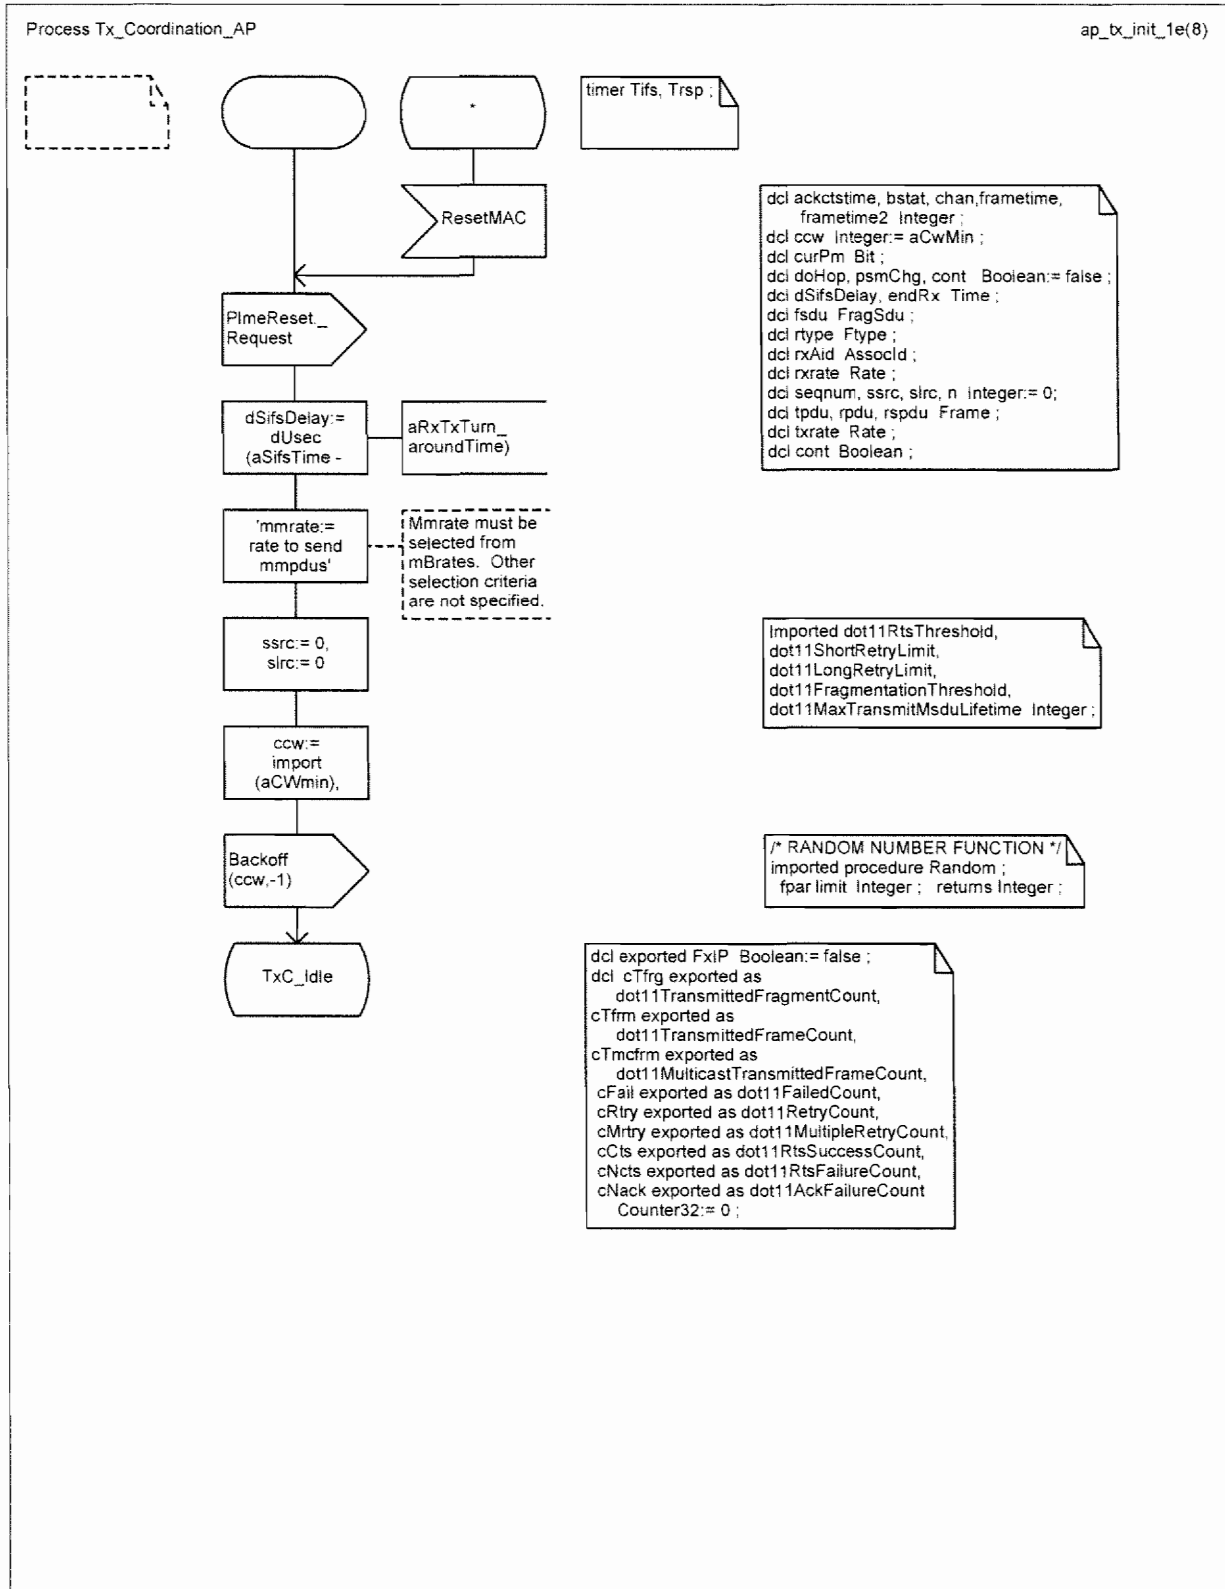 Process Tx_Coordination_AP
ap_tx_init_1e(8)
*
timer Tifs, Trsp ;
ResetMAC
PlmeReset._
Request
dSifsDelay:=
dUsec
(aSifsTime -
aRxTxTurn_
aroundTime)
'mmrate:=
rate to send
mmpdus'
Mmrate must be
selected from
mBrates.  Other
selection criteria
are not specified.
ssrc:= 0,
slrc:= 0
ccw:=
import
(aCWmin),
Backoff
(ccw,-1)
TxC_Idle
dcl ackctstime, bstat, chan,frametime,
frametime2  Integer ;
dcl ccw  Integer:= aCwMin ;
dcl curPm  Bit ;
dcl doHop, psmChg, cont   Boolean:= false ;
dcl dSifsDelay, endRx  Time ;
dcl fsdu  FragSdu ;
dcl rtype  Ftype ;
dcl rxAid  AssocId ;
dcl rxrate  Rate ;
dcl seqnum, ssrc, slrc, n  Integer:= 0;
dcl tpdu, rpdu, rspdu  Frame ;
dcl txrate  Rate ;
dcl cont  Boolean ;
Imported dot11RtsThreshold,
dot11ShortRetryLimit,
dot11LongRetryLimit,
dot11FragmentationThreshold,
dot11MaxTransmitMsduLifetime  Integer ;
/* RANDOM NUMBER FUNCTION */
imported procedure Random ;
fpar limit  Integer ;   returns Integer ;
dcl exported FxIP  Boolean:= false ;
dcl  cTfrg exported as
dot11TransmittedFragmentCount,
cTfrm exported as
dot11TransmittedFrameCount,
cTmcfrm exported as
dot11MulticastTransmittedFrameCount,
cFail exported as dot11FailedCount,
cRtry exported as dot11RetryCount,
cMrtry exported as dot11MultipleRetryCount,
cCts exported as dot11RtsSuccessCount,
cNcts exported as dot11RtsFailureCount,
cNack exported as dot11AckFailureCount
Counter32:= 0 ;